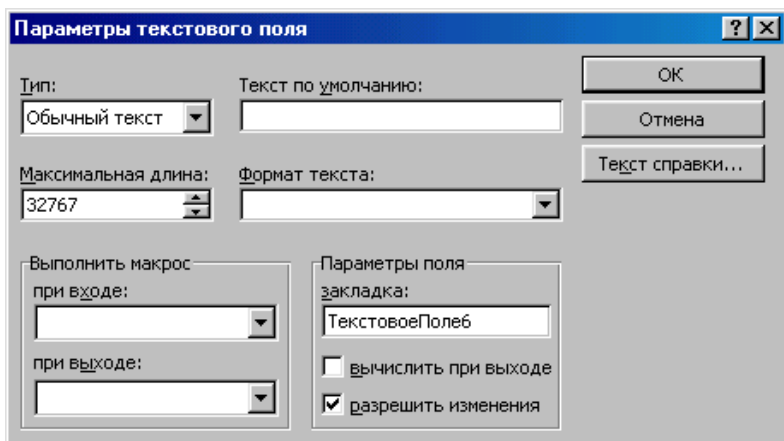 Параметры текстового поля
Тип:
Текст по умолчанию:
OK
Обычный текст
Отмена
Максимальная длина:
Формат текста:
Текст справки...
32767
Выполнить макрос
Параметры поля
при входе:
закладка:
ТекстовоеПоле6
при выходе:
вычислить при выходе
разрешить изменения